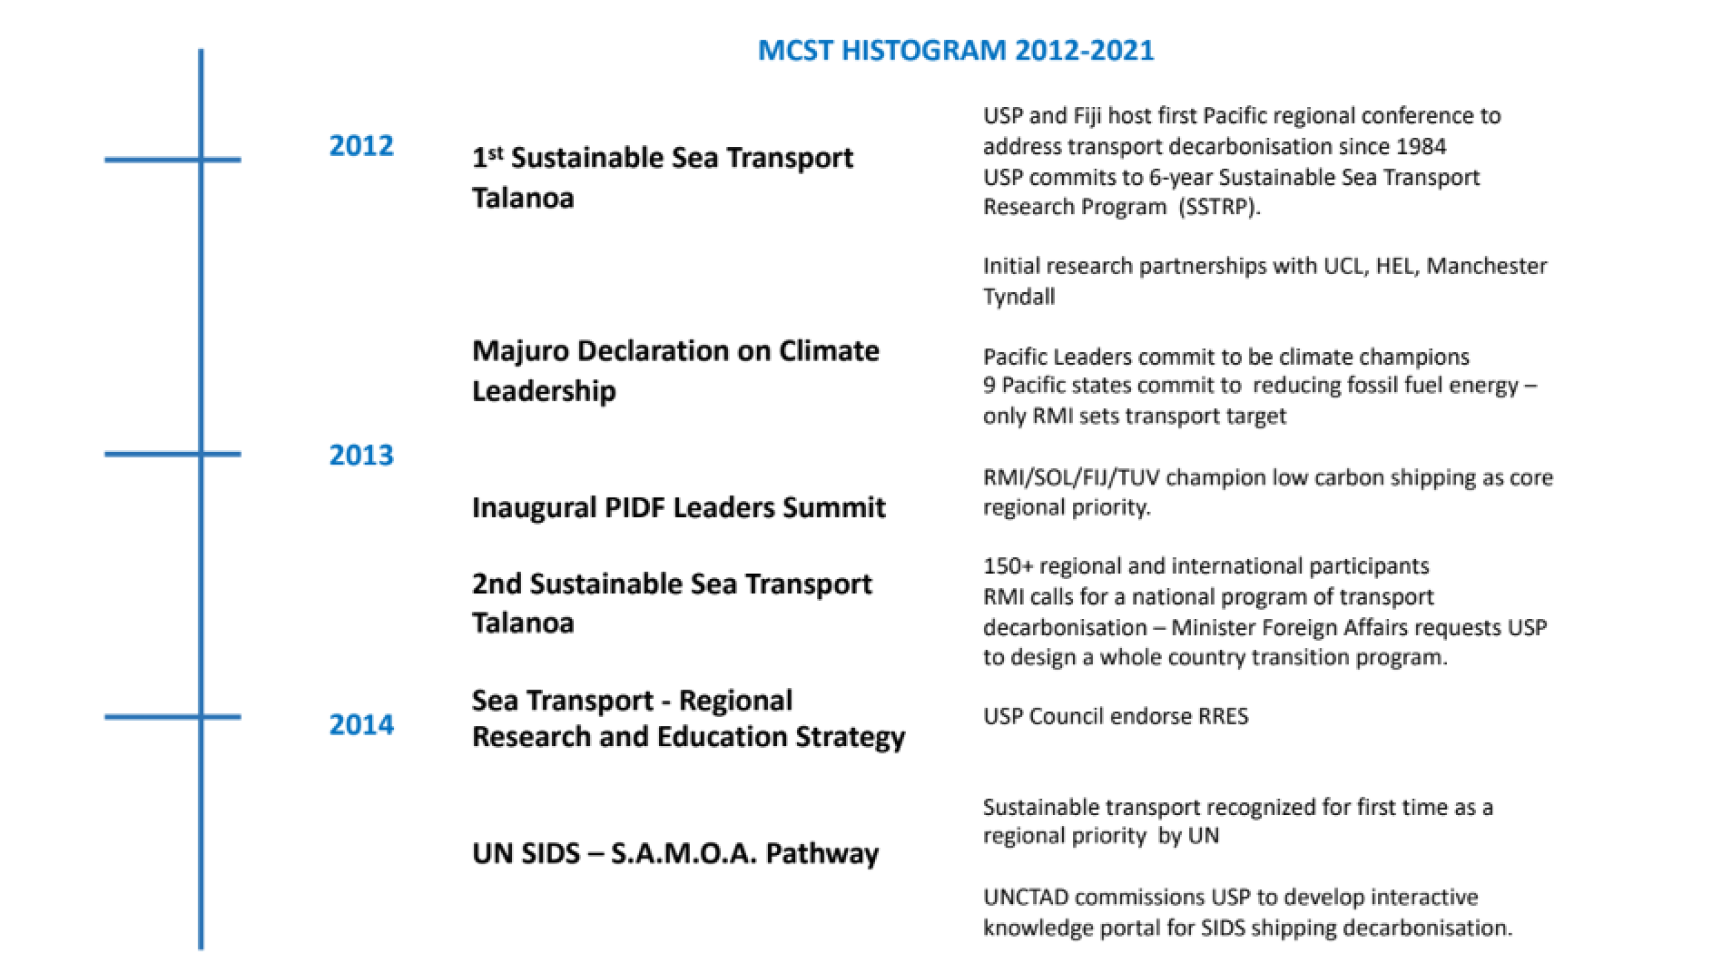 MCST HISTOGRAM 2012-2021
2012
1st Sustainable Sea Transport
Talanoa
USP and Fiji host first Pacific regional conference to
address transport decarbonisation since 1984
USP commits to 6-year Sustainable Sea Transport
Research Program (SSTRP).
Initial research partnerships with UCL, HEL, Manchester
Tyndall
Majuro Declaration on Climate
Leadership
Pacific Leaders commit to be climate champions
9 Pacific states commit to reducing fossil fuel energy –
only RMI sets transport target
2013
Inaugural PIDF Leaders Summit
RMI/SOL/FIJ/TUV champion low carbon shipping as core
regional priority.
2nd Sustainable Sea Transport
Talanoa
150+ regional and international participants
RMI calls for a national program of transport
decarbonisation – Minister Foreign Affairs requests USP
to design a whole country transition program.
2014
Sea Transport - Regional
Research and Education Strategy
USP Council endorse RRES
UN SIDS – S.A.M.O.A. Pathway
Sustainable transport recognized for first time as a
regional priority by UN
UNCTAD commissions USP to develop interactive
knowledge portal for SIDS shipping decarbonisation.